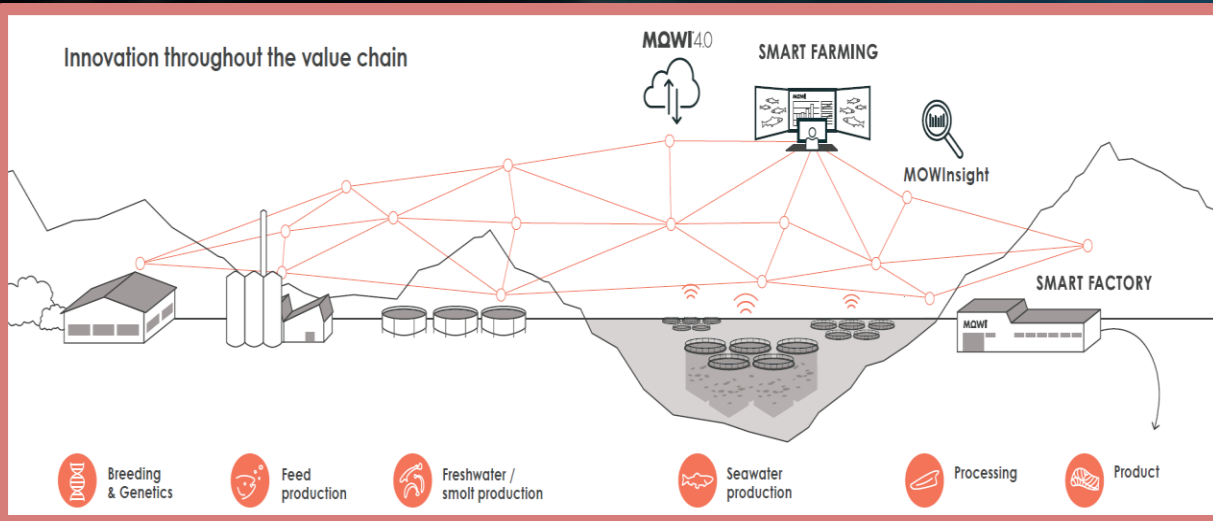 Innovation throughout the value chain
MOWI 4.0
SMART FARMING
MOWI
MOWInsight
SMART FACTORY
MOWI
Breeding
& Genetics
Feed
production
Freshwater /
smolt production
Seawater
production
Processing
Product